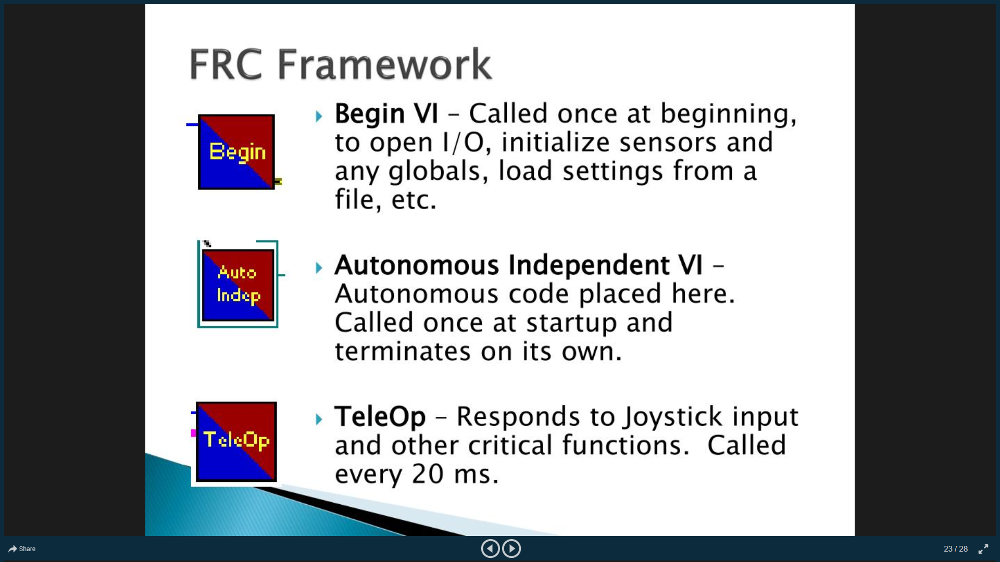 FRC Framework
Begin
Begin VI – Called once at beginning,
to open I/O, initialize sensors and
any globals, load settings from a
file, etc.
Auto
Indep
Autonomous Independent VI –
Autonomous code placed here.
Called once at startup and
terminates on its own.
TeleOp
TeleOp – Responds to Joystick input
and other critical functions.  Called
every 20 ms.
Share
23 / 28